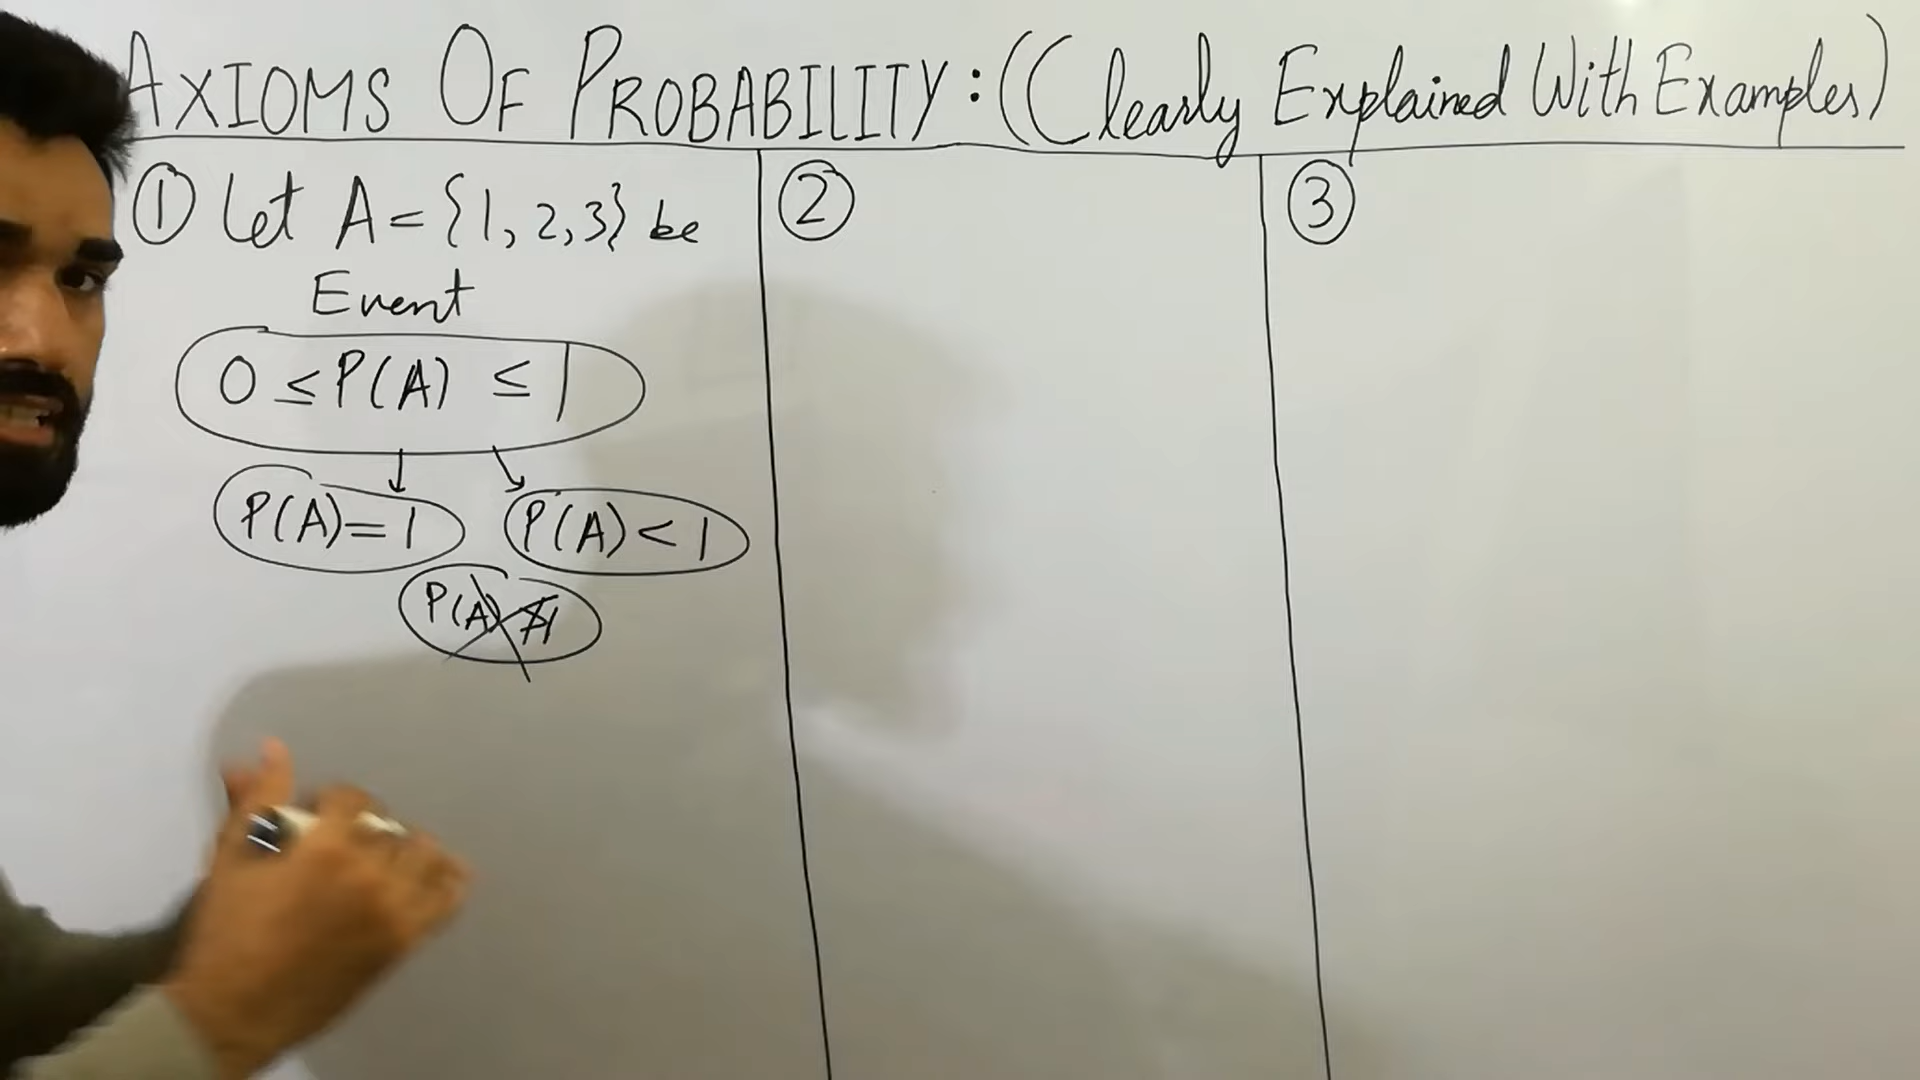 AXIOMS OF PROBABILITY: (Clearly Explained With Examples)
① Let A = {1, 2, 3} be
Event
0 ≤ P(A) ≤ 1
P(A) = 1
P(A) < 1
P(A)
②
③